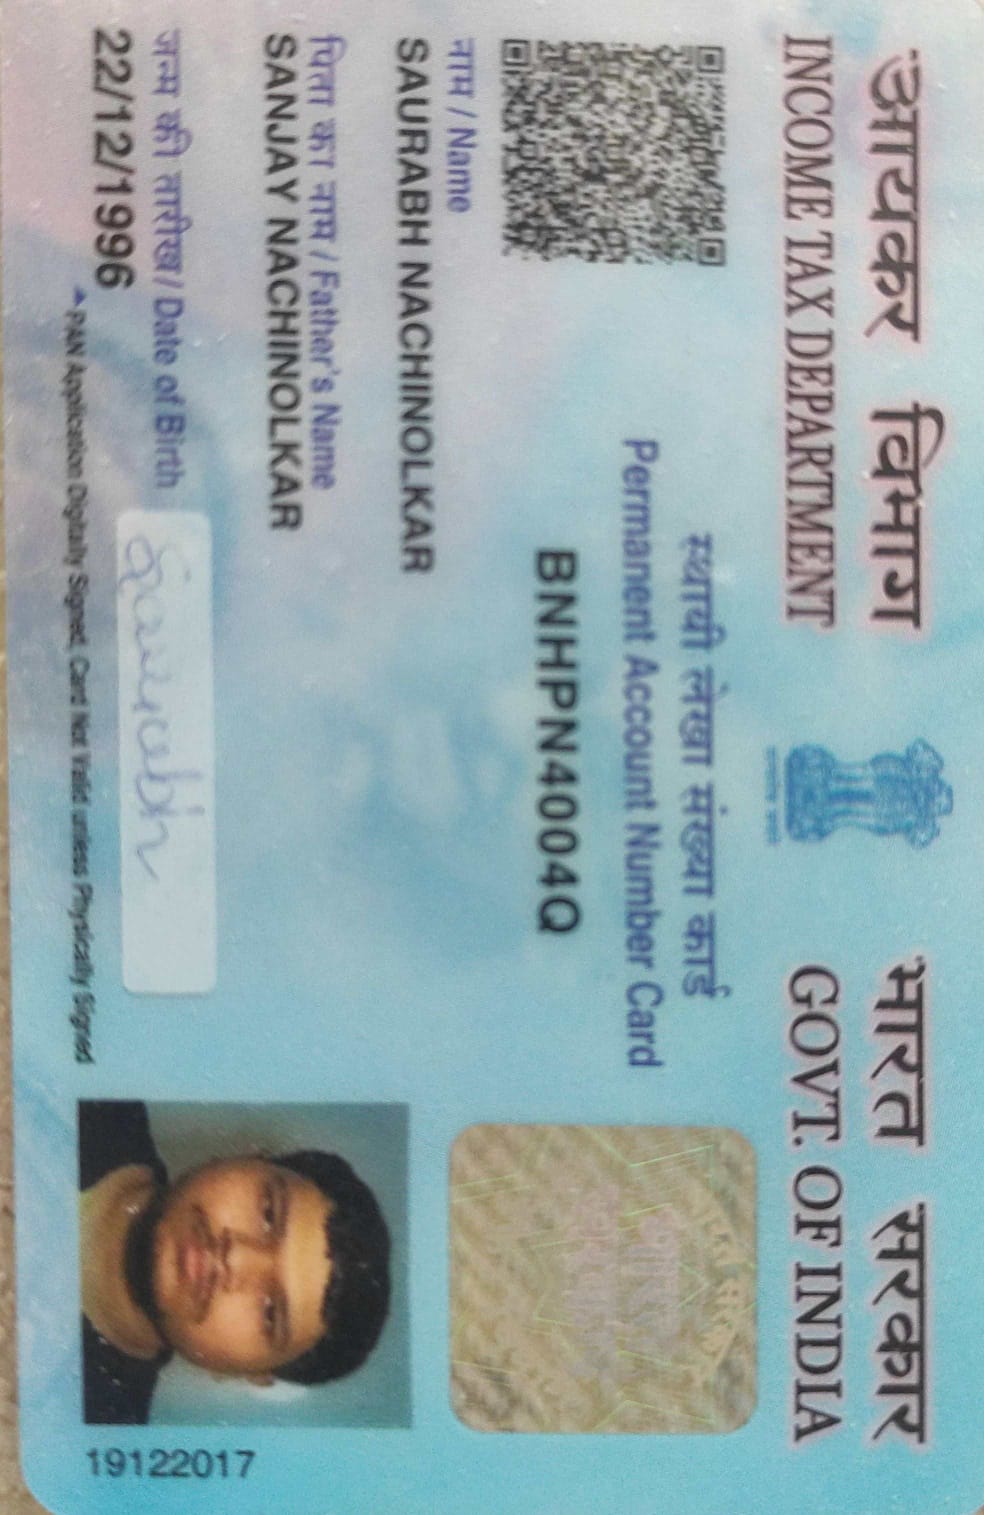 आयकर विभाग
INCOME TAX DEPARTMENT
भारत सरकार
GOVT. OF INDIA
स्थायी लेखा संख्या कार्ड
Permanent Account Number Card
BNHPN4004Q
नाम / Name
SAURABH NACHINOLKAR
पिता का नाम / Father's Name
SANJAY NACHINOLKAR
जन्म की तारीख / Date of Birth
22/12/1996
Saurabh
PAN Application Digitally Signed, Card Not Valid unless Physically Signed
19122017